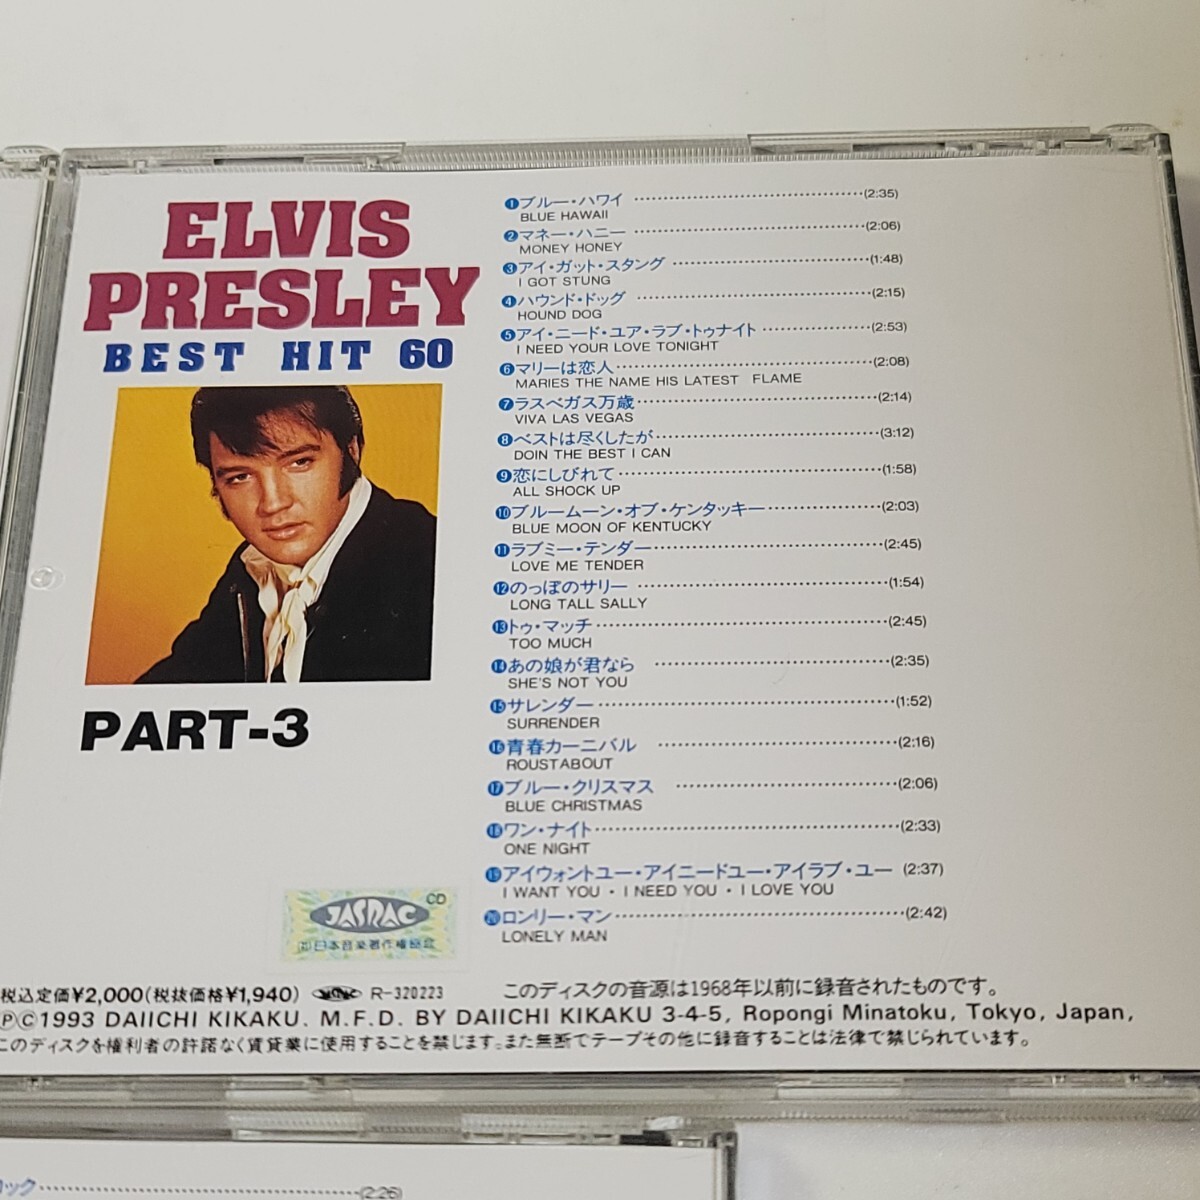 ELVIS
PRESLEY
BEST HIT 60
PART-3
❶ブルー・ハワイ (2:35)
BLUE HAWAII
❷マネー・ハニー (2:06)
MONEY HONEY
❸アイ・ガット・スタング (1:48)
I GOT STUNG
❹ハウンド・ドッグ (2:15)
HOUND DOG
❺アイ・ニード・ユア・ラブ・トゥナイト (2:53)
I NEED YOUR LOVE TONIGHT
❻マリーは恋人 (2:08)
MARIES THE NAME HIS LATEST FLAME
❼ラスベガス万歳 (2:14)
VIVA LAS VEGAS
❽ベストは尽くしたが (3:12)
DOIN THE BEST I CAN
❾恋にしびれて (1:58)
ALL SHOCK UP
❿ブルームーン・オブ・ケンタッキー (2:03)
BLUE MOON OF KENTUCKY
⓫ラブミー・テンダー (2:45)
LOVE ME TENDER
⓬のっぽのサリー (1:54)
LONG TALL SALLY
⓭トゥ・マッチ (2:45)
TOO MUCH
⓮あの娘が君なら (2:35)
SHE'S NOT YOU
⓯サレンダー (1:52)
SURRENDER
⓰青春カーニバル (2:16)
ROUSTABOUT
⓱ブルー・クリスマス (2:06)
BLUE CHRISTMAS
⓲ワン・ナイト (2:33)
ONE NIGHT
⓳アイウォントユー・アイニードユー・アイラブ・ユー (2:37)
I WANT YOU・I NEED YOU・I LOVE YOU
⓴ロンリー・マン (2:42)
LONELY MAN
CD
JASRAC
㈳日本音楽著作権協会
税込定価¥2,000(税抜価格¥1,940) R-320223 このディスクの音源は1968年以前に録音されたものです。
ⓅⒸ1993 DAIICHI KIKAKU. M.F.D. BY DAIICHI KIKAKU 3-4-5, Ropongi Minatoku, Tokyo, Japan,
このディスクを権利者の許諾なく賃貸業に使用することを禁じます。また無断でテープその他に録音することは法律で禁じられています。
ック (2:26)